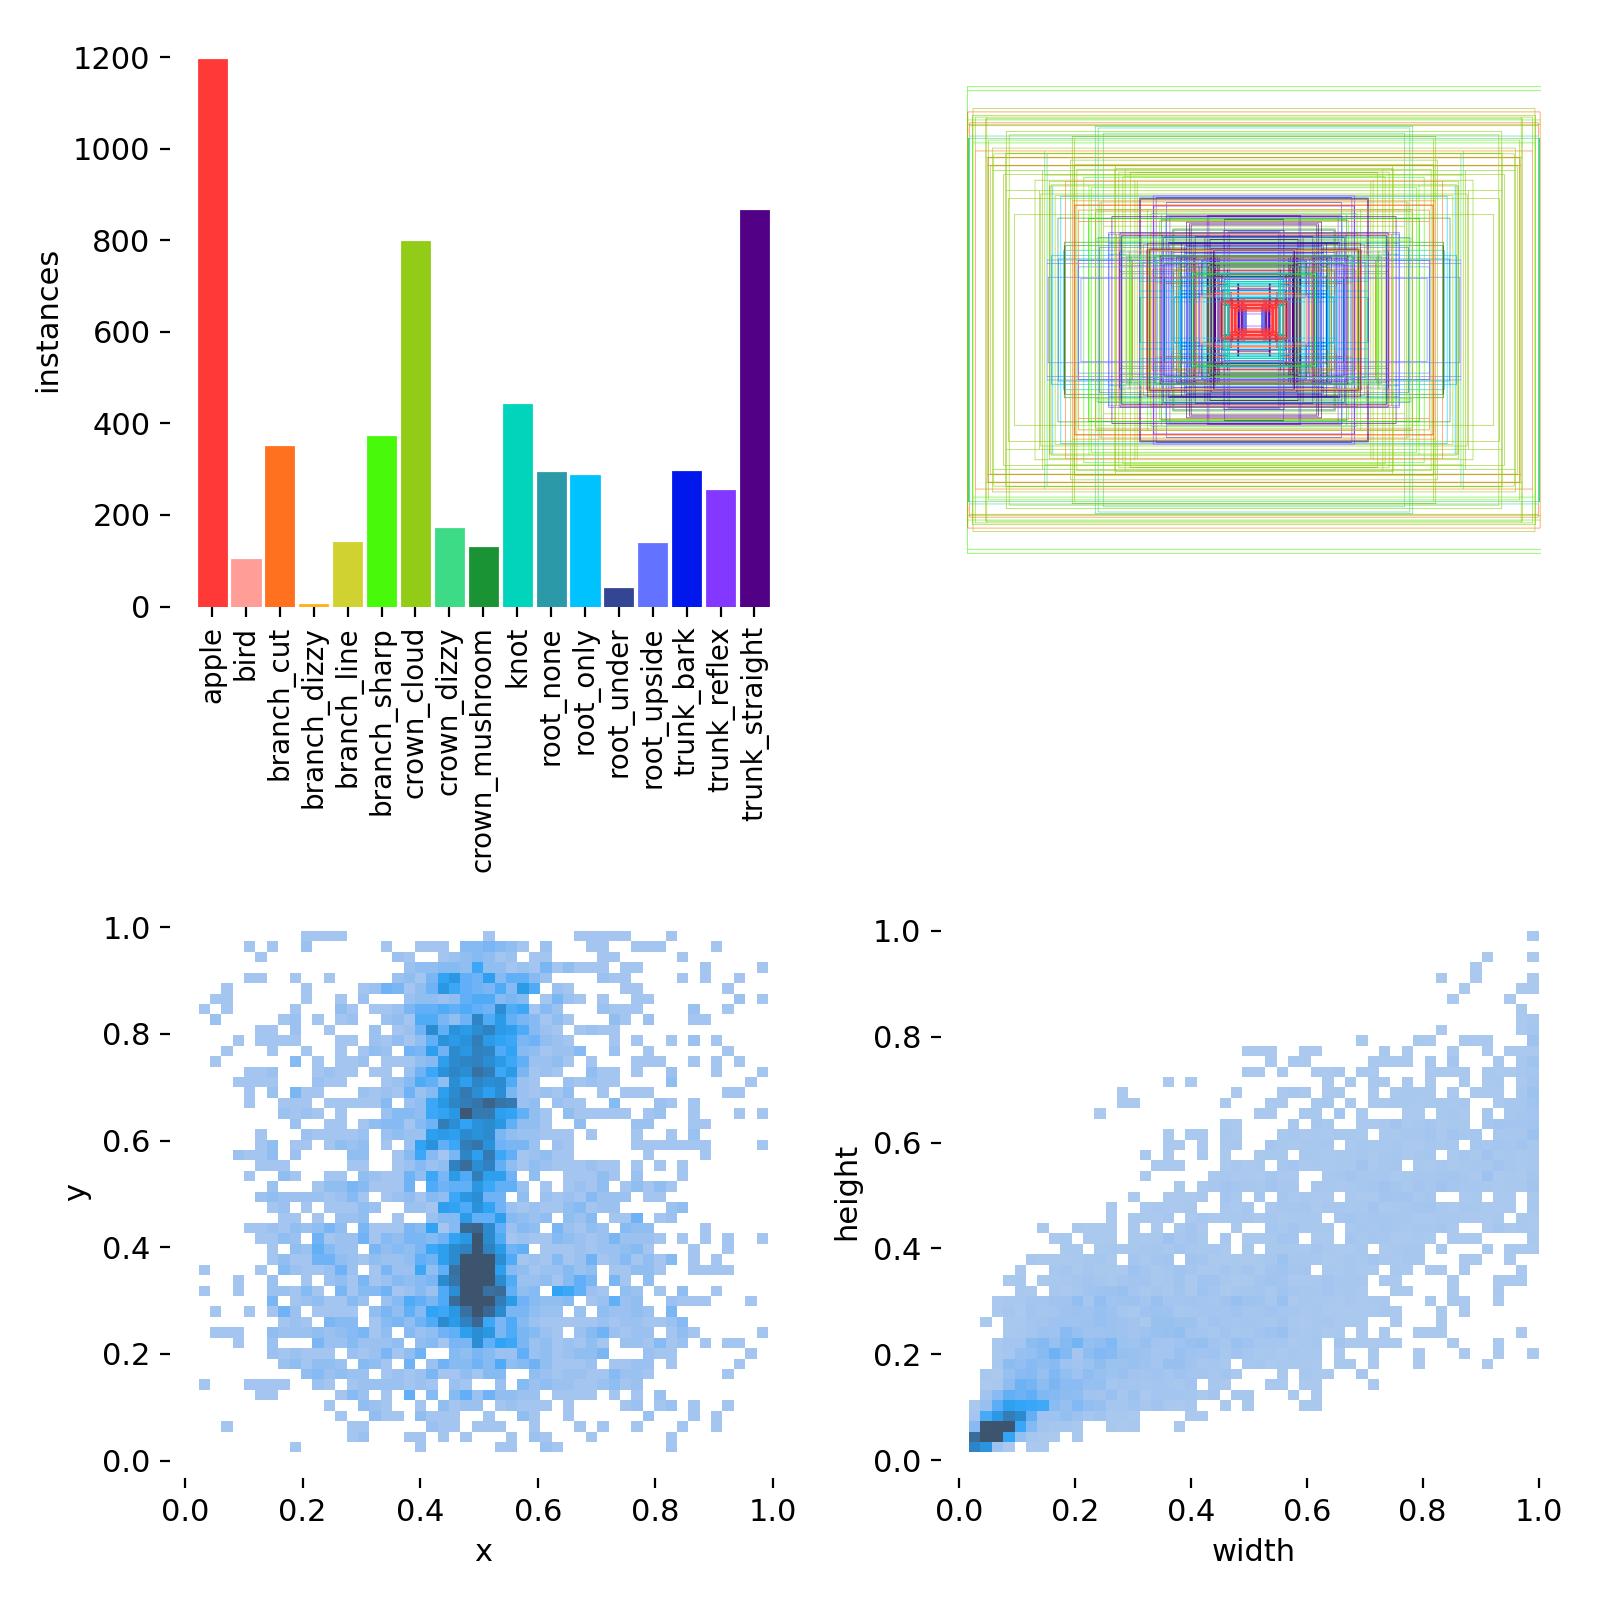 1200
1000
800
600
400
200
0
instances
apple
bird
branch_cut
branch_dizzy
branch_line
branch_sharp
crown_cloud
crown_dizzy
crown_mushroom
knot
root_none
root_only
root_under
root_upside
trunk_bark
trunk_reflex
trunk_straight
1.0
0.8
0.6
0.4
0.2
0.0
y
0.0 0.2 0.4 0.6 0.8 1.0
x
1.0
0.8
0.6
0.4
0.2
0.0
height
0.0 0.2 0.4 0.6 0.8 1.0
width